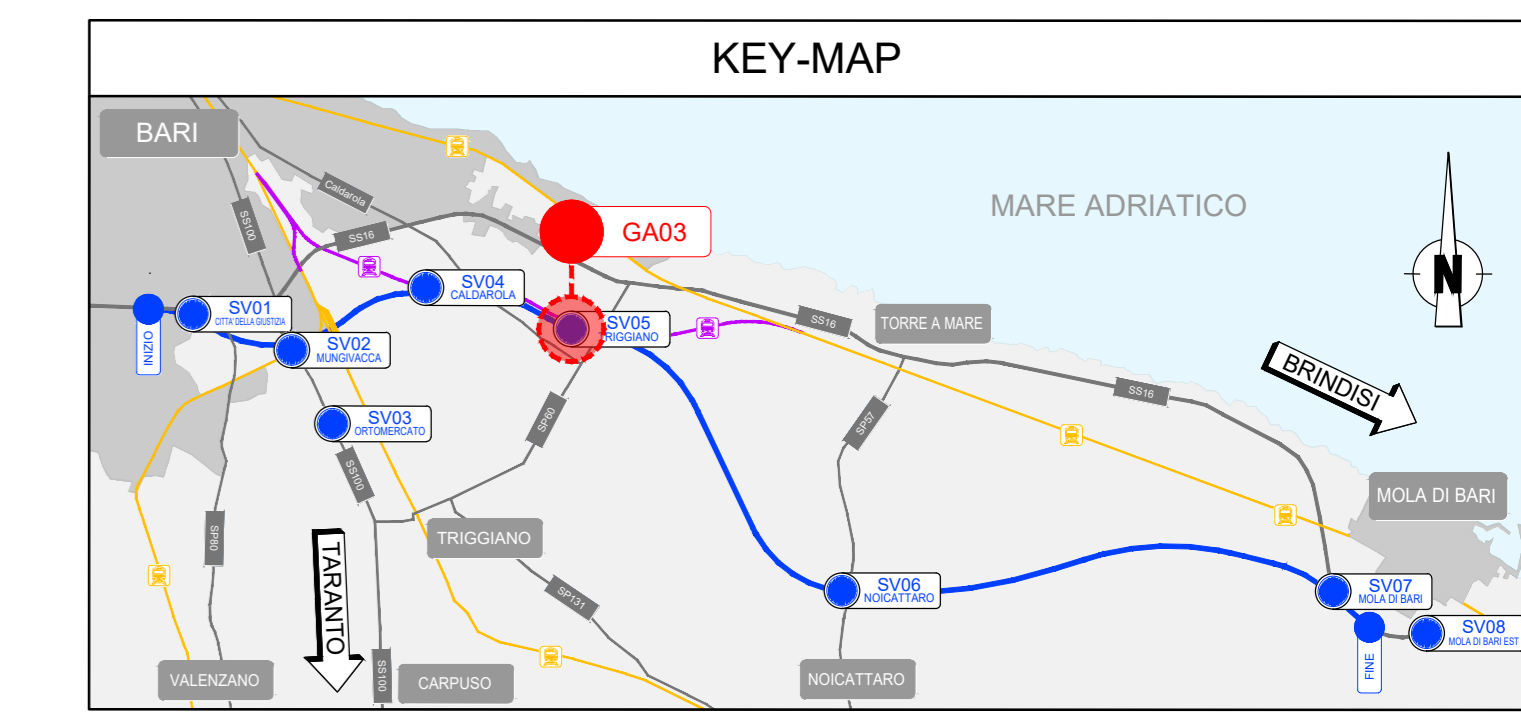 KEY-MAP
BARI
Caldarola
SS100
SS16
GA03
MARE ADRIATICO
N
SV04
CALDAROLA
SV01
CITTA' DELLA GIUSTIZIA
SV05
RIGGIANO
SS16
TORRE A MARE
INIZIO
SV02
MUNGIVACCA
BRINDISI
SS16
SV03
ORTOMERCATO
SP60
SP57
SS100
MOLA DI BARI
SP80
TRIGGIANO
TARANTO
SP131
SV06
NOICATTARO
SV07
MOLA DI BARI
SV08
MOLA DI BARI EST
FINE
VALENZANO
SS100
CARPUSO
NOICATTARO